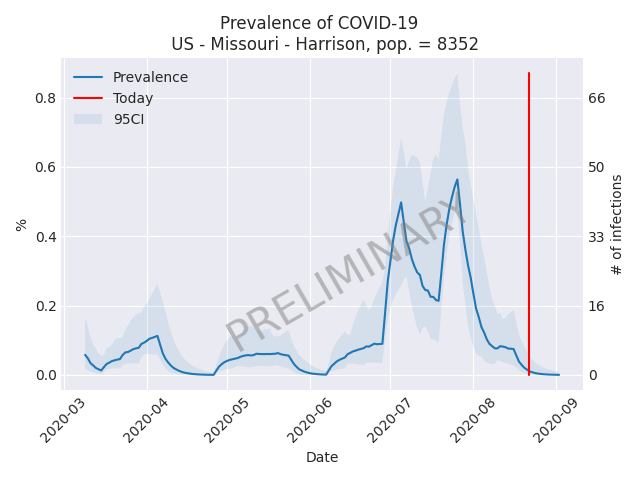 Prevalence of COVID-19
US - Missouri - Harrison, pop. = 8352
Prevalence
Today
95CI
PRELIMINARY
%
0.8
0.6
0.4
0.2
0.0
66
50
33
16
0
# of infections
2020-03
2020-04
2020-05
2020-06
2020-07
2020-08
2020-09
Date